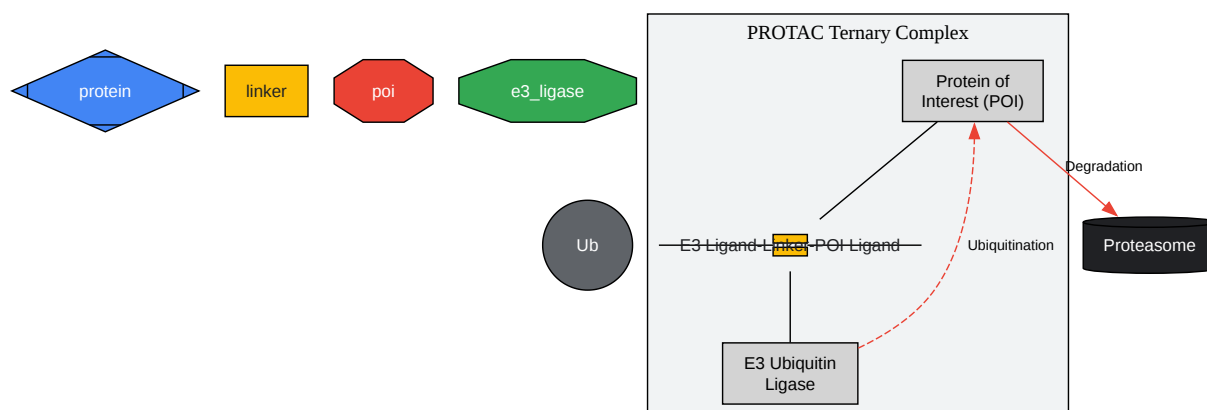 PROTAC Ternary Complex
protein
linker
poi
e3_ligase
Protein of
Interest (POI)
Degradation
Ub
E3 Ligand-Linker-POI Ligand
Ubiquitination
Proteasome
E3 Ubiquitin
Ligase